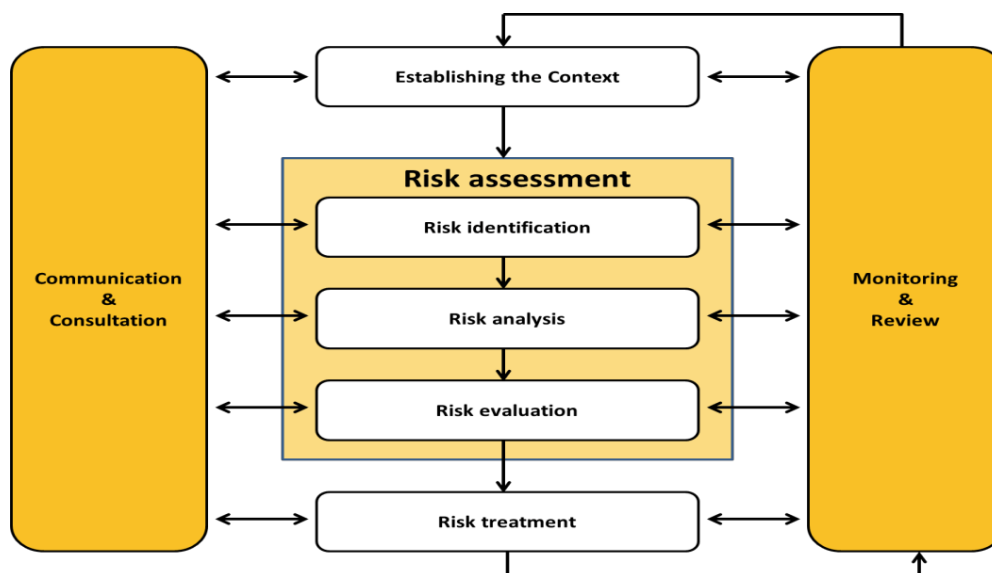 Establishing the Context
Risk assessment
Risk identification
Communication
&
Consultation
Monitoring
&
Review
Risk analysis
Risk evaluation
Risk treatment